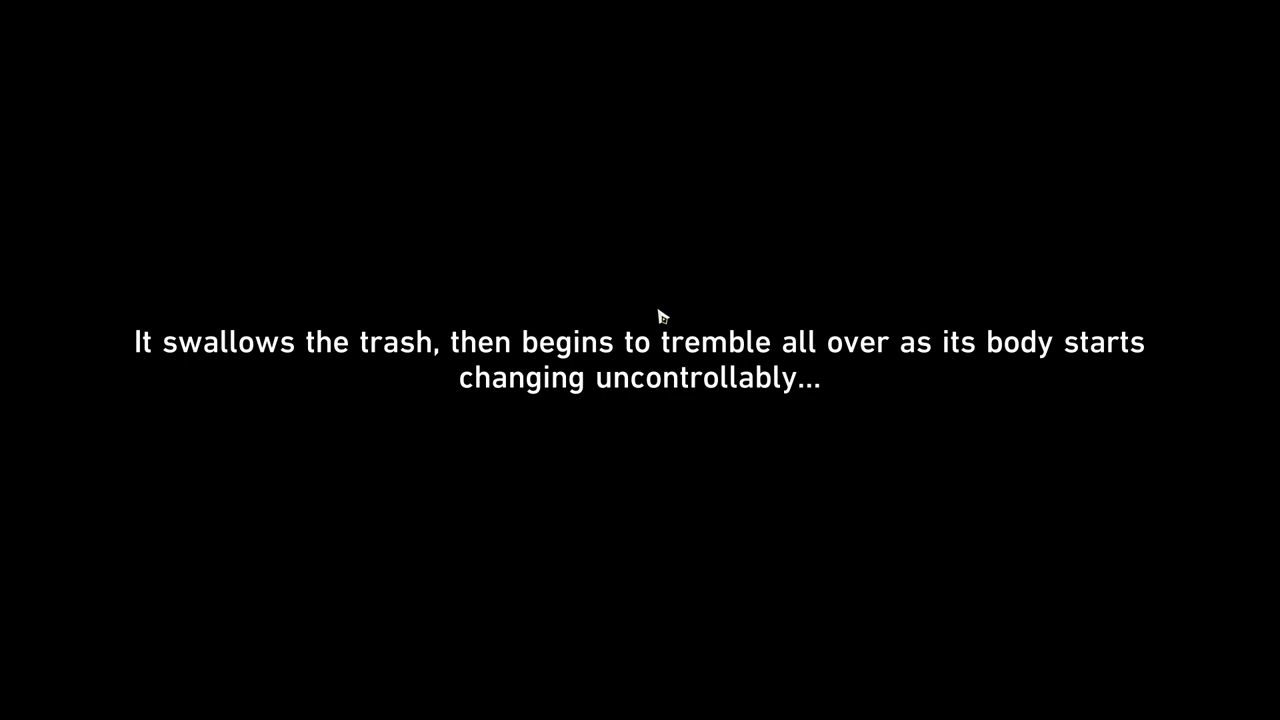 It swallows the trash, then begins to tremble all over as its body starts
changing uncontrollably...